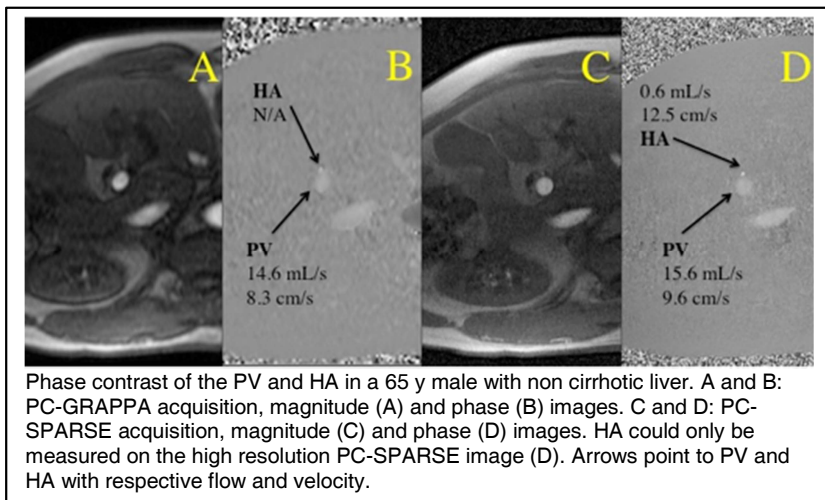 A
B
C
D
HA
N/A
PV
14.6 mL/s
8.3 cm/s
0.6 mL/s
12.5 cm/s
HA
PV
15.6 mL/s
9.6 cm/s
Phase contrast of the PV and HA in a 65 y male with non cirrhotic liver. A and B:
PC-GRAPPA acquisition, magnitude (A) and phase (B) images. C and D: PC-
SPARSE acquisition, magnitude (C) and phase (D) images. HA could only be
measured on the high resolution PC-SPARSE image (D). Arrows point to PV and
HA with respective flow and velocity.